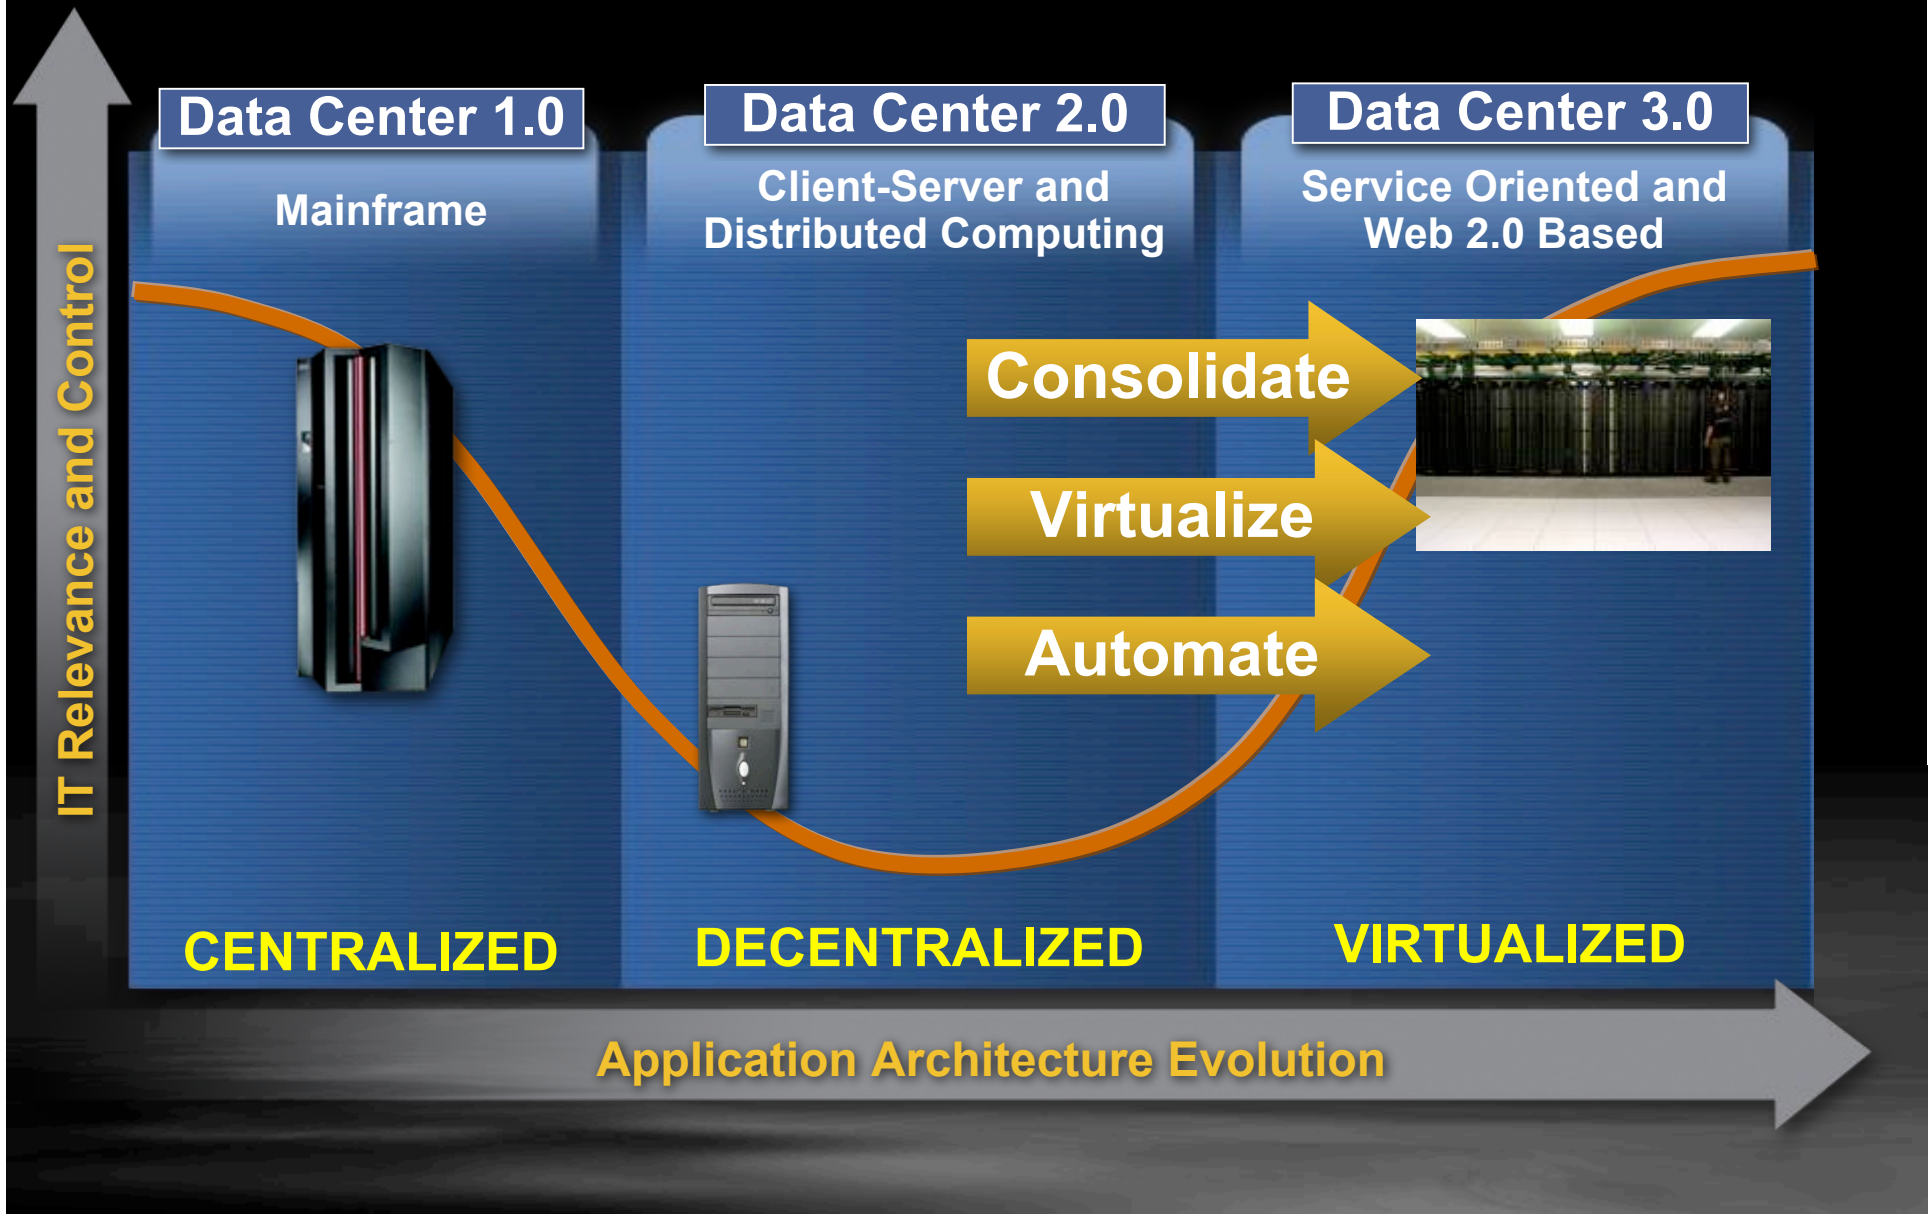 Data Center 1.0
Data Center 2.0
Data Center 3.0
Mainframe
Client-Server and
Distributed Computing
Service Oriented and
Web 2.0 Based
IT Relevance and Control
Consolidate
Virtualize
Automate
CENTRALIZED
DECENTRALIZED
VIRTUALIZED
Application Architecture Evolution